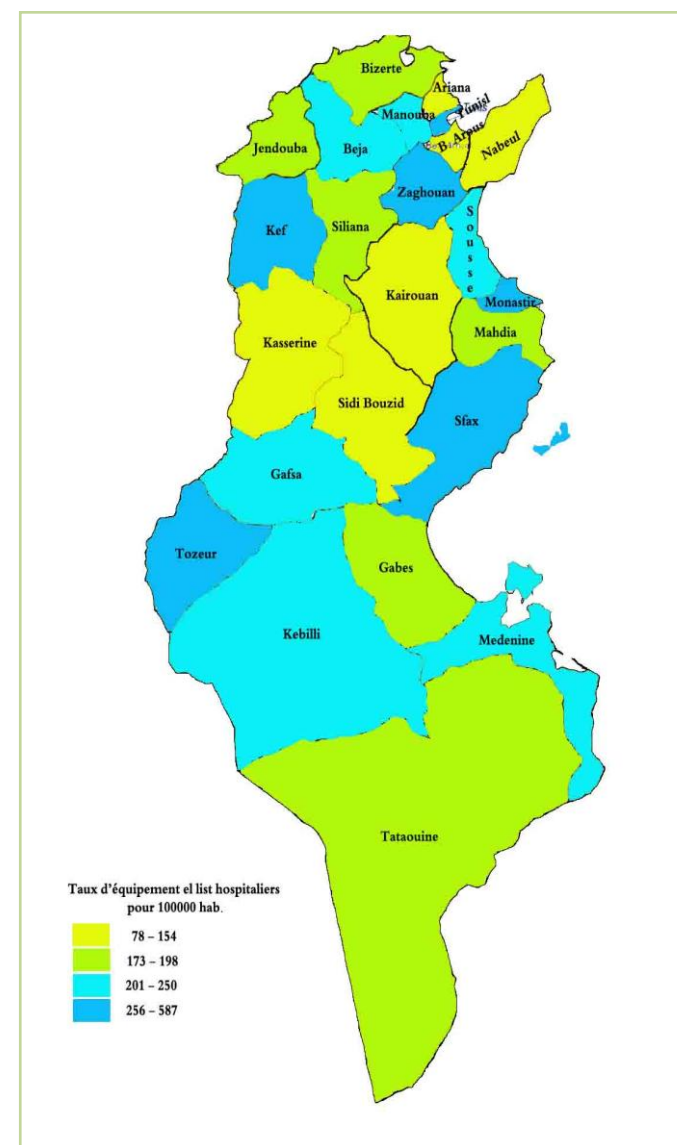 Bizerte
Ariana
Tunisl
Manouba
B. Arous
Nabeul
Jendouba
Beja
Zaghouan
Kef
Siliana
Sousse
Kairouan
Monastir
Mahdia
Kasserine
Sidi Bouzid
Sfax
Gafsa
Tozeur
Gabes
Kebilli
Medenine
Tataouine
Taux d'équipement el list hospitaliers
pour 100000 hab.
78 – 154
173 – 198
201 – 250
256 – 587